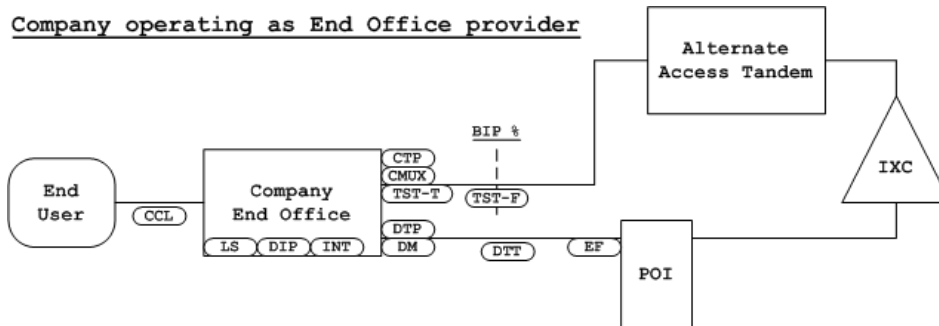 Company operating as End Office provider
Alternate
Access Tandem
BIP %
CTP
CMUX
TST-T
TST-F
IXC
End
User
CCL
Company
End Office
LS
DIP
INT
DTP
DM
DTT
EF
POI